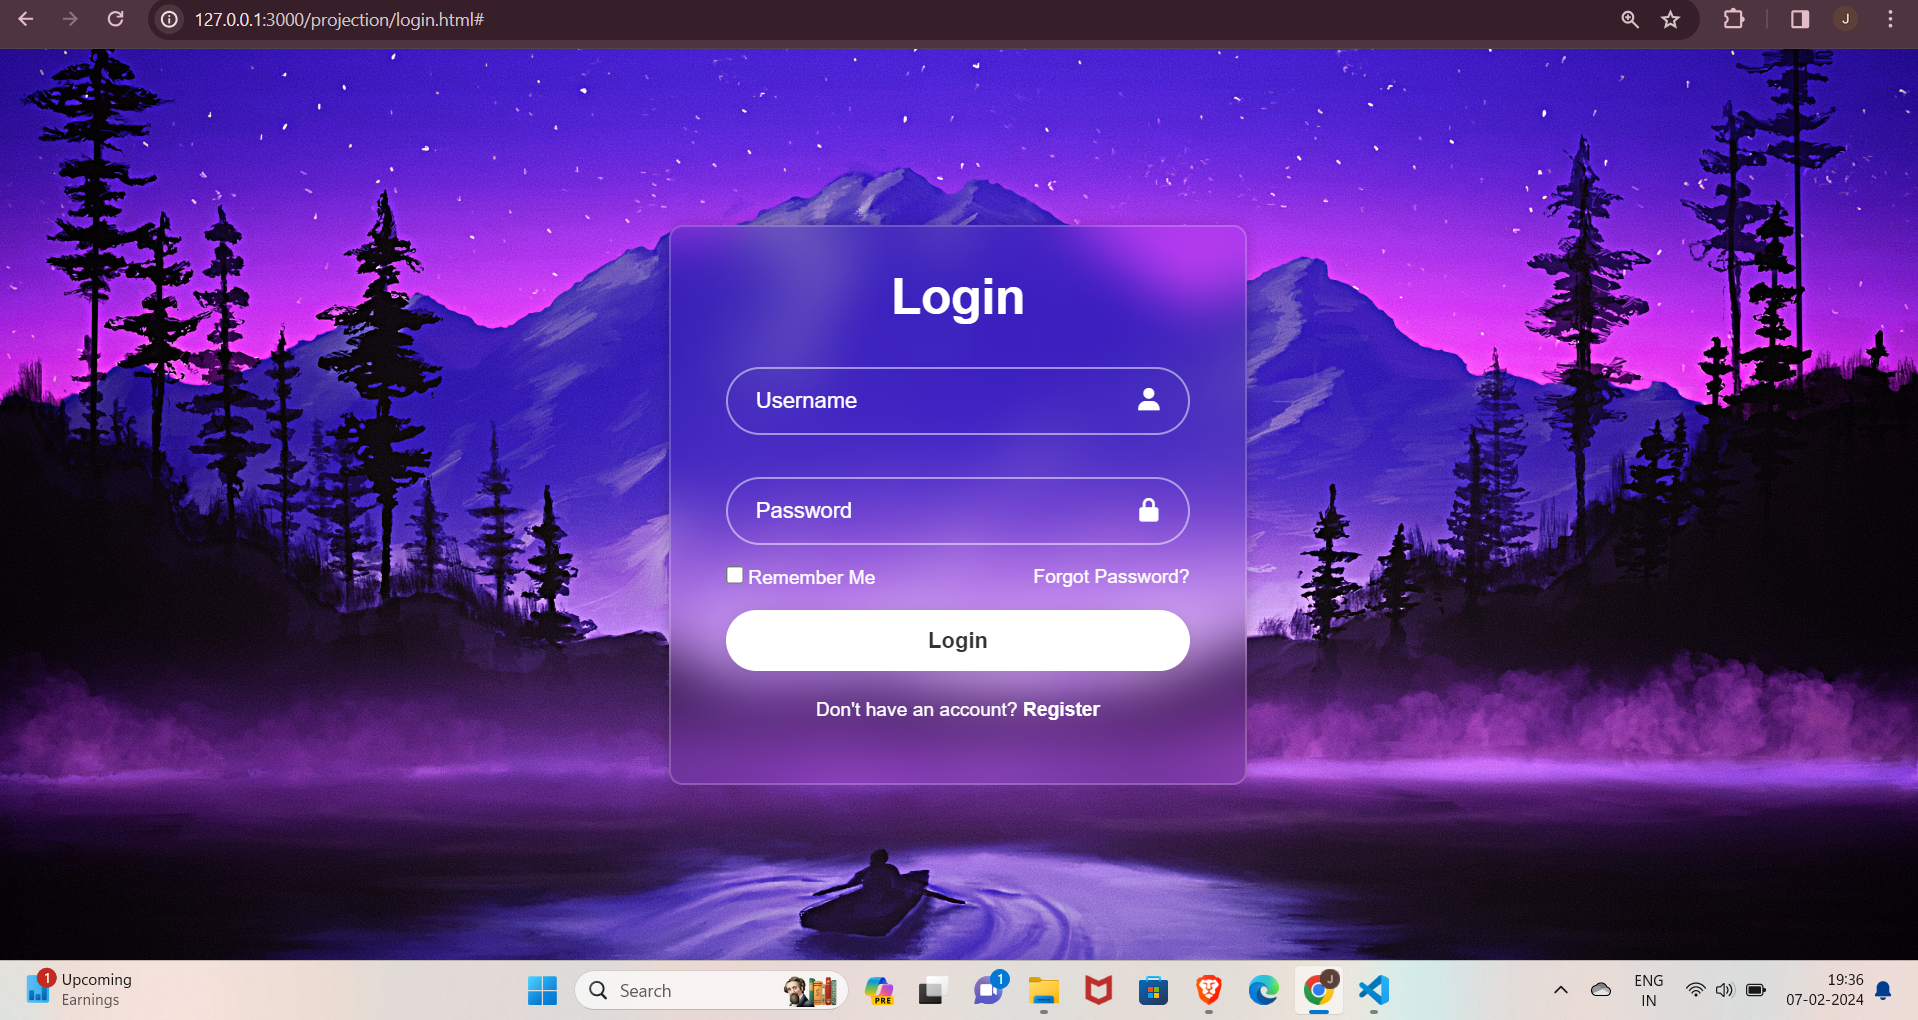 127.0.0.1:3000/projection/login.html#
J
Login
Username
Password
Remember Me
Forgot Password?
Login
Don't have an account? Register
1
Upcoming
Earnings
Search
PRE
1
J
ENG
IN
19:36
07-02-2024